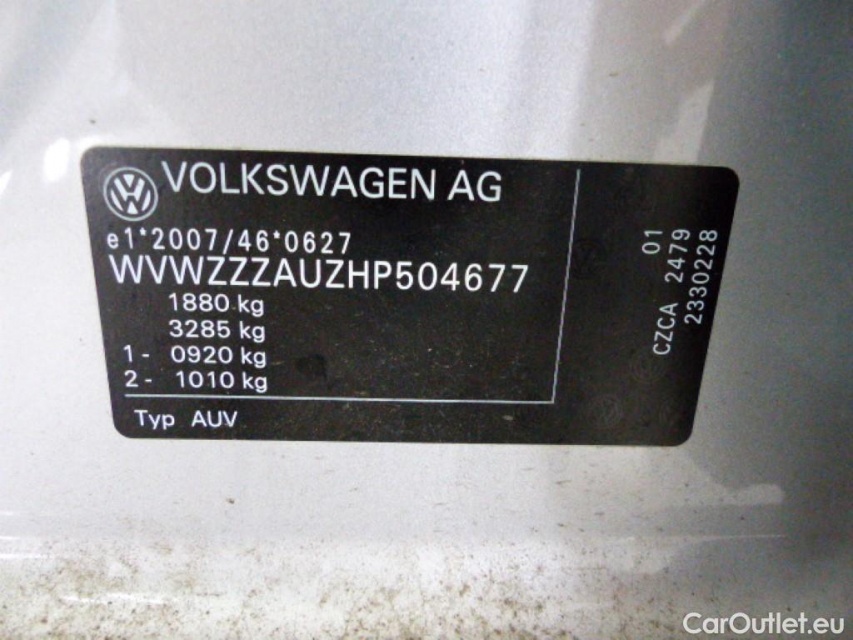 VW VOLKSWAGEN AG
e1*2007/46*0627
WVWZZZAUZHP504677
1880 kg
3285 kg
1- 0920 kg
2- 1010 kg
Typ AUV
01
CZCA 2479
2330228
CarOutlet.eu